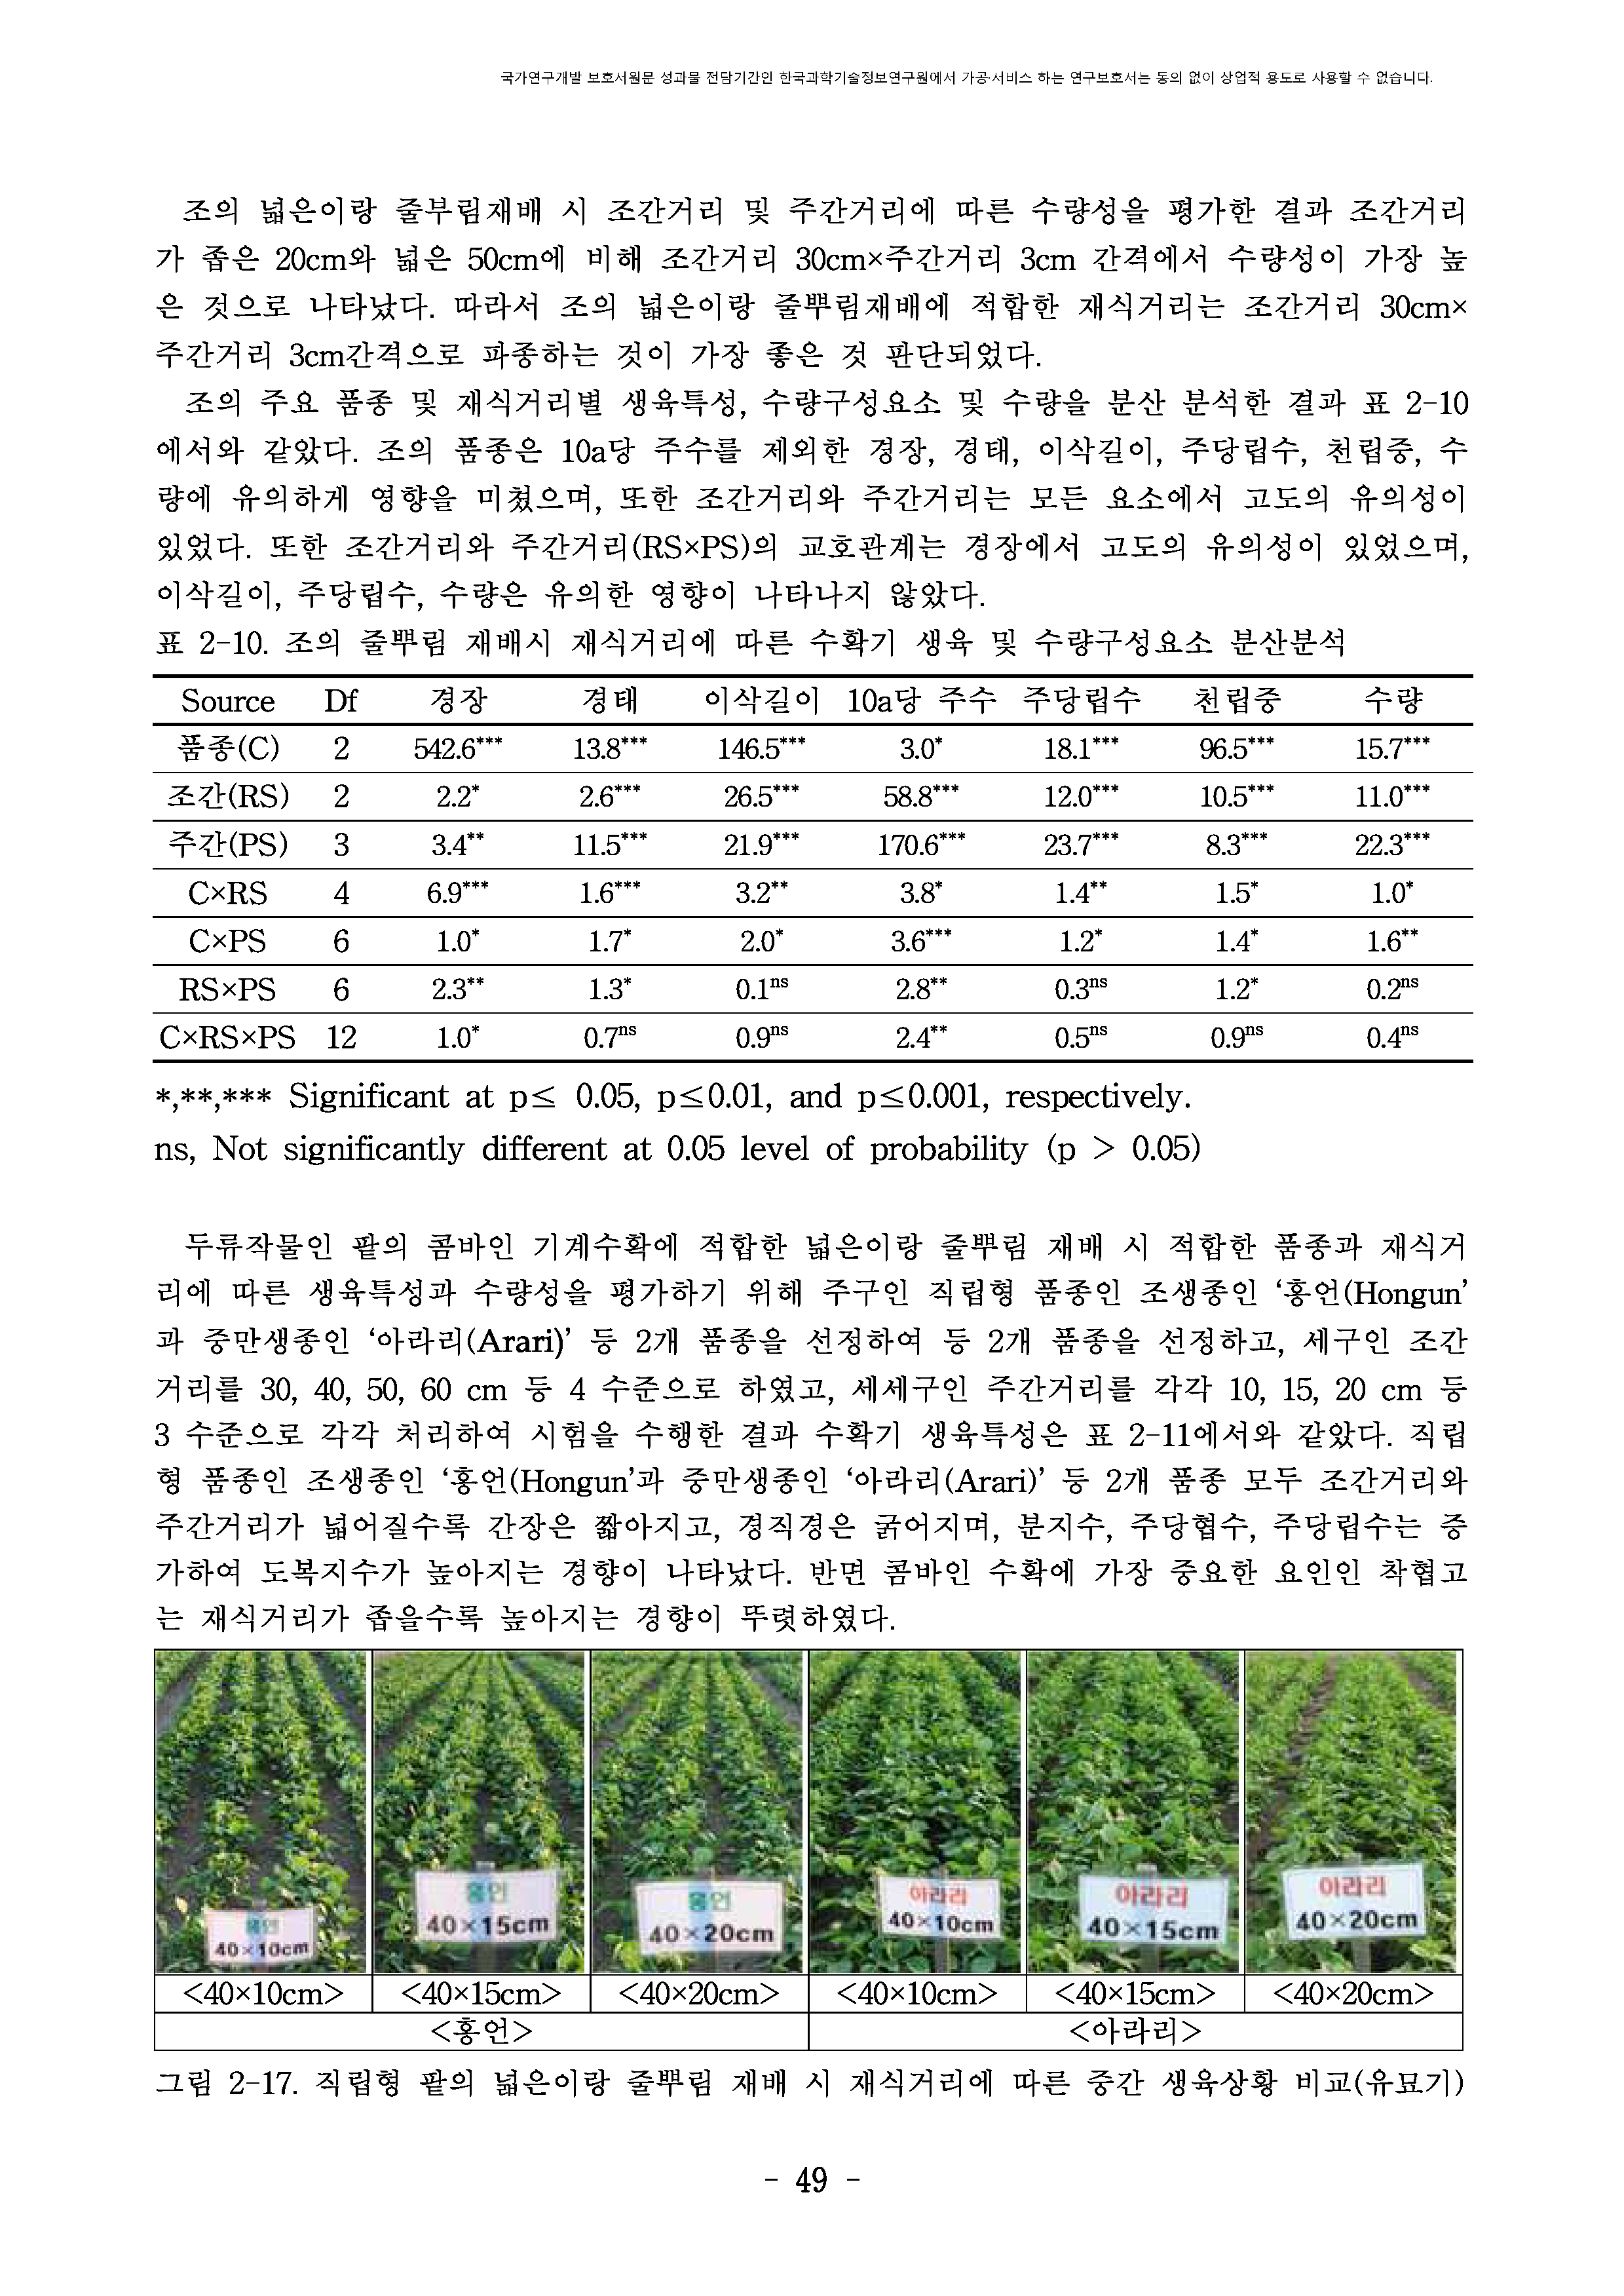 국가연구개발 보호서원문 성과물 전담기간인 한국과학기술정보연구원에서 가공·서비스 하는 연구보호서는 동의 없이 상업적 용도로 사용할 수 없습니다.
조의 넓은이랑 줄부림재배 시 조간거리 및 주간거리에 따른 수량성을 평가한 결과 조간거리
가 좁은 20cm와 넓은 50cm에 비해 조간거리 30cm×주간거리 3cm 간격에서 수량성이 가장 높
은 것으로 나타났다. 따라서 조의 넓은이랑 줄뿌림재배에 적합한 재식거리는 조간거리 30cm×
주간거리 3cm간격으로 파종하는 것이 가장 좋은 것 판단되었다.
조의 주요 품종 및 재식거리별 생육특성, 수량구성요소 및 수량을 분산 분석한 결과 표 2-10
에서와 같았다. 조의 품종은 10a당 주수를 제외한 경장, 경태, 이삭길이, 주당립수, 천립중, 수
량에 유의하게 영향을 미쳤으며, 또한 조간거리와 주간거리는 모든 요소에서 고도의 유의성이
있었다. 또한 조간거리와 주간거리(RS×PS)의 교호관계는 경장에서 고도의 유의성이 있었으며,
이삭길이, 주당립수, 수량은 유의한 영향이 나타나지 않았다.
표 2-10. 조의 줄뿌림 재배시 재식거리에 따른 수확기 생육 및 수량구성요소 분산분석
Source Df 경장 경태 이삭길이 10a당 주수 주당립수 천립중 수량
품종(C) 2 542.6*** 13.8*** 146.5*** 3.0* 18.1*** 96.5*** 15.7***
조간(RS) 2 2.2* 2.6*** 26.5*** 58.8*** 12.0*** 10.5*** 11.0***
주간(PS) 3 3.4** 11.5*** 21.9*** 170.6*** 23.7*** 8.3*** 22.3***
C×RS 4 6.9*** 1.6*** 3.2** 3.8* 1.4** 1.5* 1.0*
C×PS 6 1.0* 1.7* 2.0* 3.6*** 1.2* 1.4* 1.6**
RS×PS 6 2.3** 1.3* 0.1ns 2.8** 0.3ns 1.2* 0.2ns
C×RS×PS 12 1.0* 0.7ns 0.9ns 2.4** 0.5ns 0.9ns 0.4ns
*,**,*** Significant at p≤ 0.05, p≤0.01, and p≤0.001, respectively.
ns, Not significantly different at 0.05 level of probability (p > 0.05)
두류작물인 팥의 콤바인 기계수확에 적합한 넓은이랑 줄뿌림 재배 시 적합한 품종과 재식거
리에 따른 생육특성과 수량성을 평가하기 위해 주구인 직립형 품종인 조생종인 ‘홍언(Hongun’
과 중만생종인 ‘아라리(Arari)’ 등 2개 품종을 선정하여 등 2개 품종을 선정하고, 세구인 조간
거리를 30, 40, 50, 60 cm 등 4 수준으로 하였고, 세세구인 주간거리를 각각 10, 15, 20 cm 등
3 수준으로 각각 처리하여 시험을 수행한 결과 수확기 생육특성은 표 2-11에서와 같았다. 직립
형 품종인 조생종인 ‘홍언(Hongun’과 중만생종인 ‘아라리(Arari)’ 등 2개 품종 모두 조간거리와
주간거리가 넓어질수록 간장은 짧아지고, 경직경은 굵어지며, 분지수, 주당협수, 주당립수는 증
가하여 도복지수가 높아지는 경향이 나타났다. 반면 콤바인 수확에 가장 중요한 요인인 착협고
는 재식거리가 좁을수록 높아지는 경향이 뚜렷하였다.
홍언 홍언 홍언 아라리 아라리 아라리
40×10cm 40×15cm 40×20cm 40×10cm 40×15cm 40×20cm
<40×10cm> <40×15cm> <40×20cm> <40×10cm> <40×15cm> <40×20cm>
<홍언> <아라리>
그림 2-17. 직립형 팥의 넓은이랑 줄뿌림 재배 시 재식거리에 따른 중간 생육상황 비교(유묘기)
- 49 -